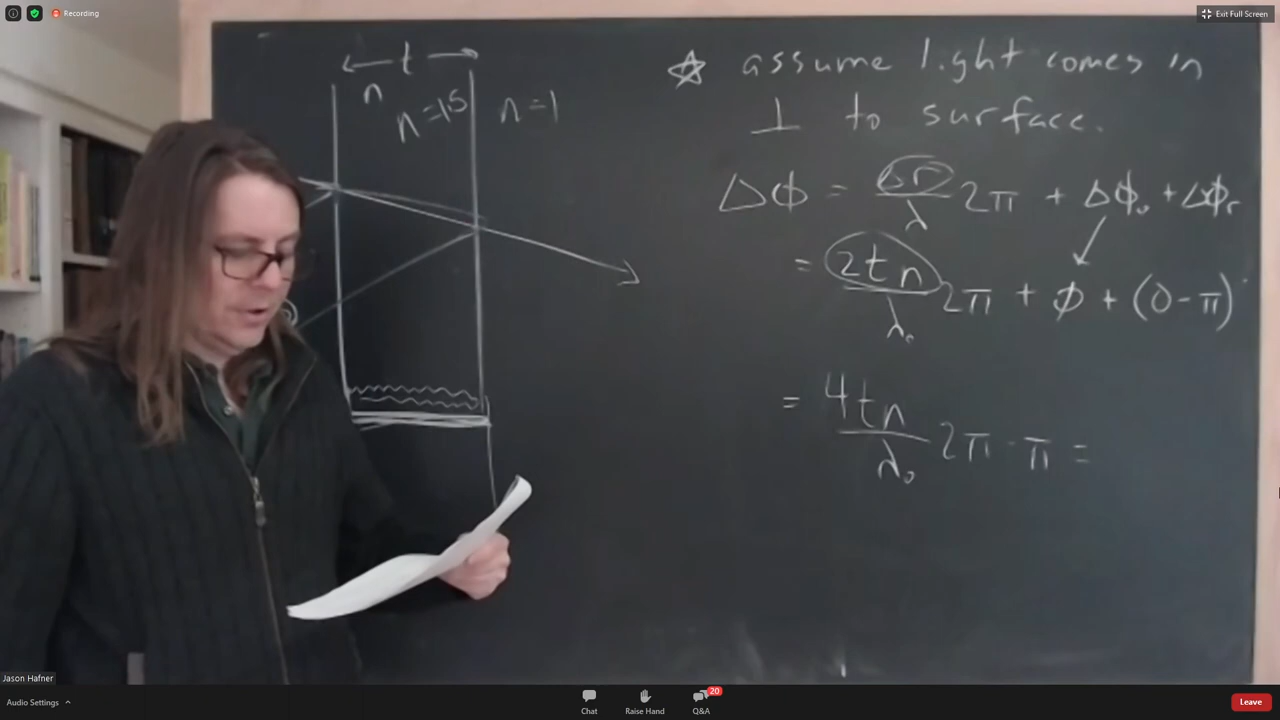 Recording
Exit Full Screen
← t →
n
n=1.5 n=1
☆ assume light comes in
⊥ to surface.
Δφ = Δr/λ 2π + Δφ₀ + Δφᵣ
= 2tn/λ₀ 2π + φ + (0-π)
= 4tn/λ₀ 2π - π =
Jason Hafner
Audio Settings
Chat
Raise Hand
20
Q&A
Leave